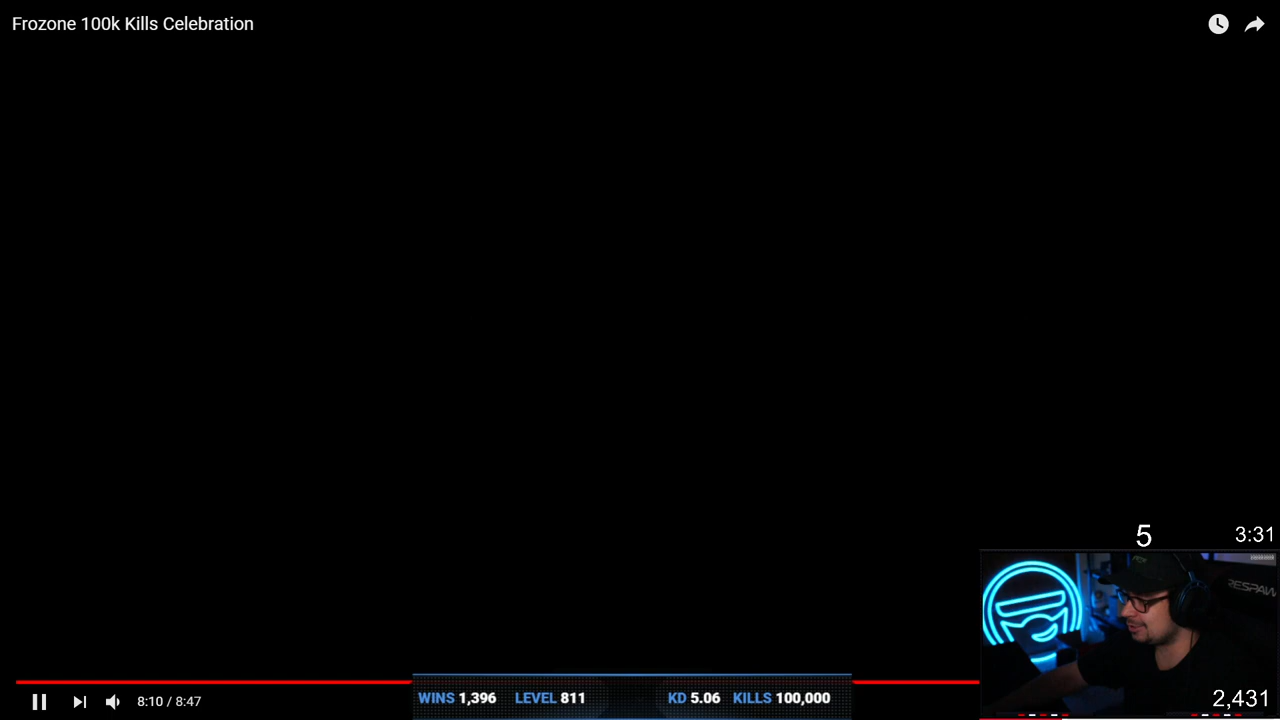 Frozone 100k Kills Celebration
5
3:31
RESPAW
2,431
8:10 / 8:47
WINS 1,396 LEVEL 811 KD 5.06 KILLS 100,000